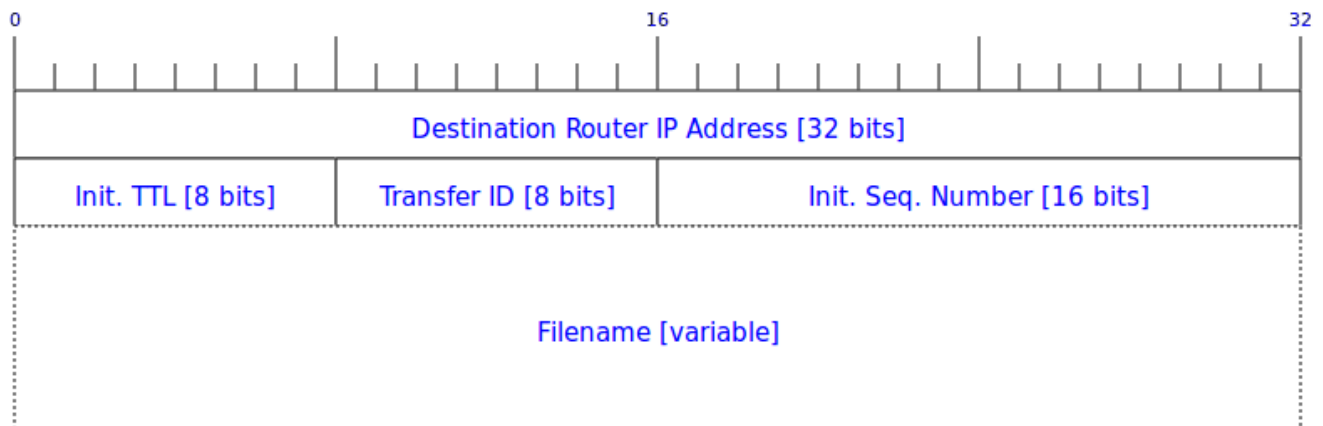 0 16 32
Destination Router IP Address [32 bits]
Init. TTL [8 bits] Transfer ID [8 bits] Init. Seq. Number [16 bits]
Filename [variable]